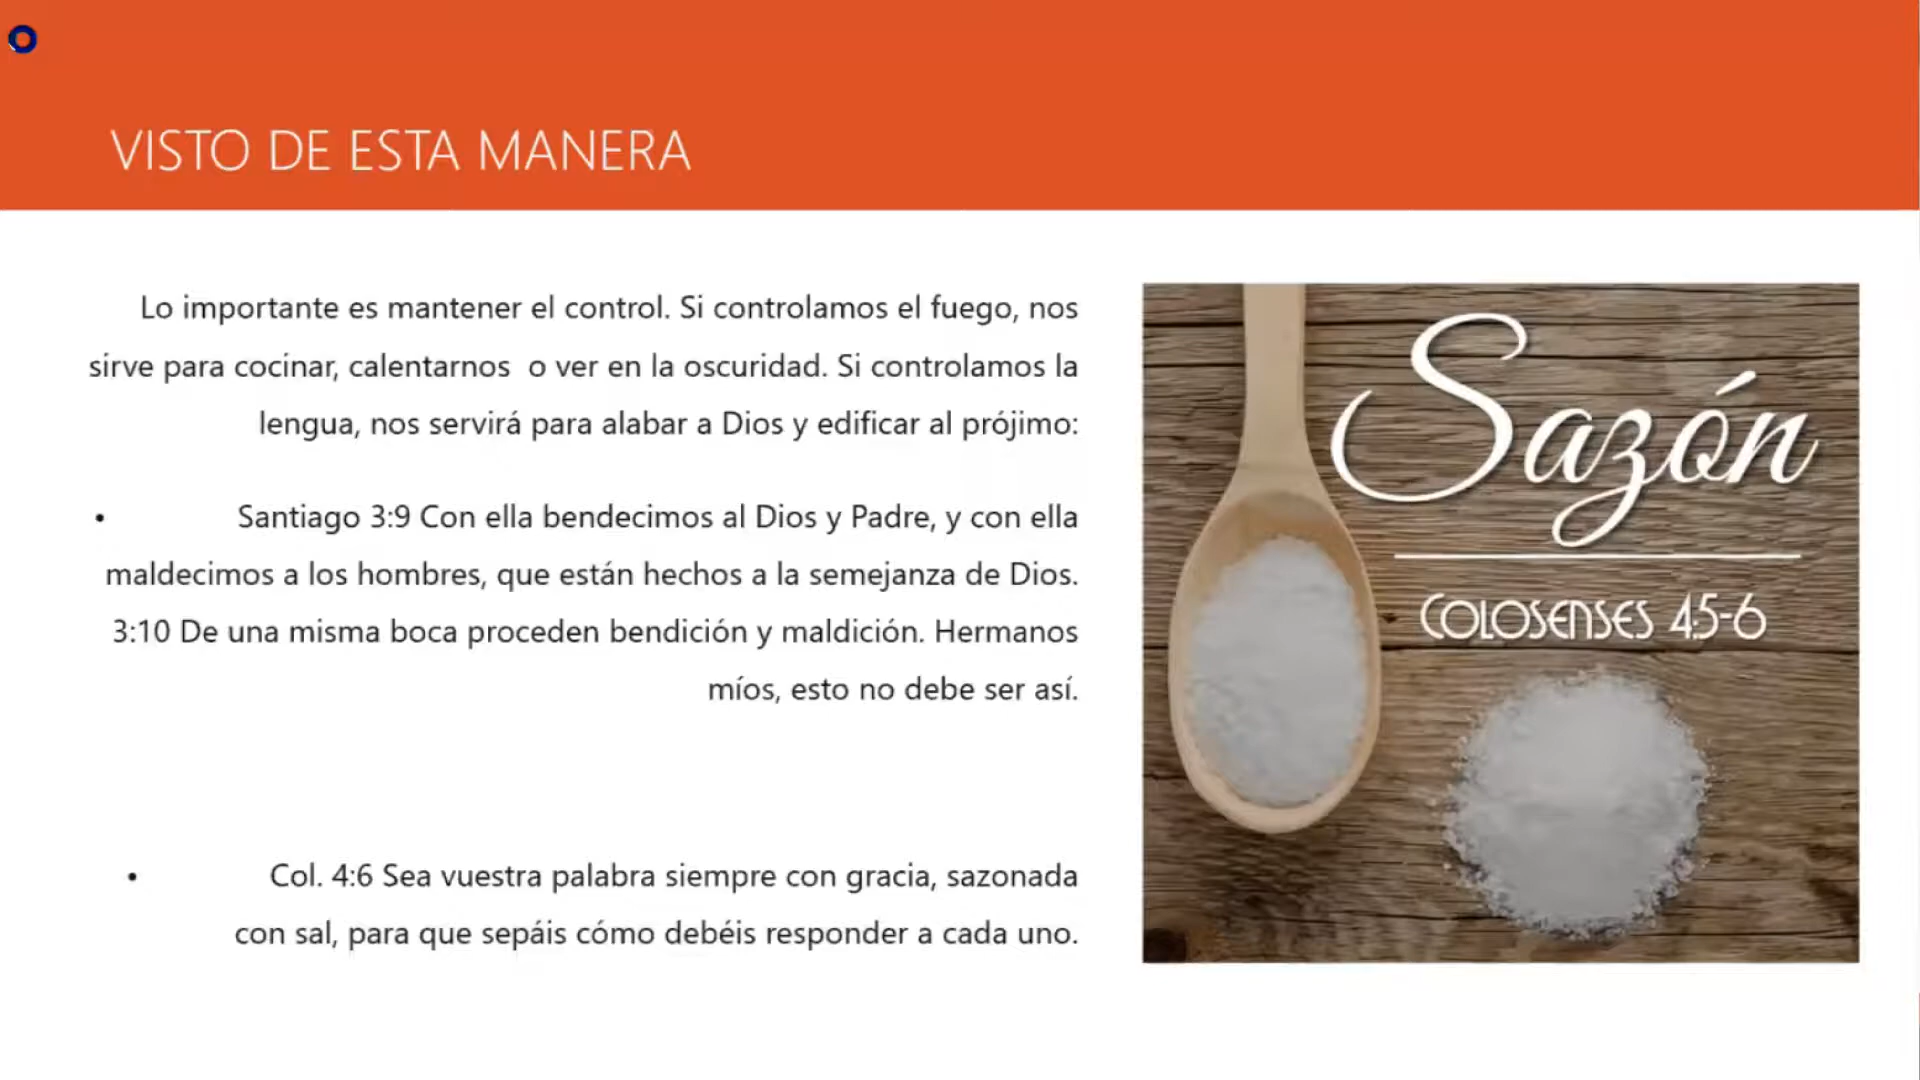 VISTO DE ESTA MANERA
Lo importante es mantener el control. Si controlamos el fuego, nos
sirve para cocinar, calentarnos  o ver en la oscuridad. Si controlamos la
lengua, nos servirá para alabar a Dios y edificar al prójimo:
• Santiago 3:9 Con ella bendecimos al Dios y Padre, y con ella
maldecimos a los hombres, que están hechos a la semejanza de Dios.
3:10 De una misma boca proceden bendición y maldición. Hermanos
míos, esto no debe ser así.
• Col. 4:6 Sea vuestra palabra siempre con gracia, sazonada
con sal, para que sepáis cómo debéis responder a cada uno.
Sazón
COLOSENSES 4:5-6